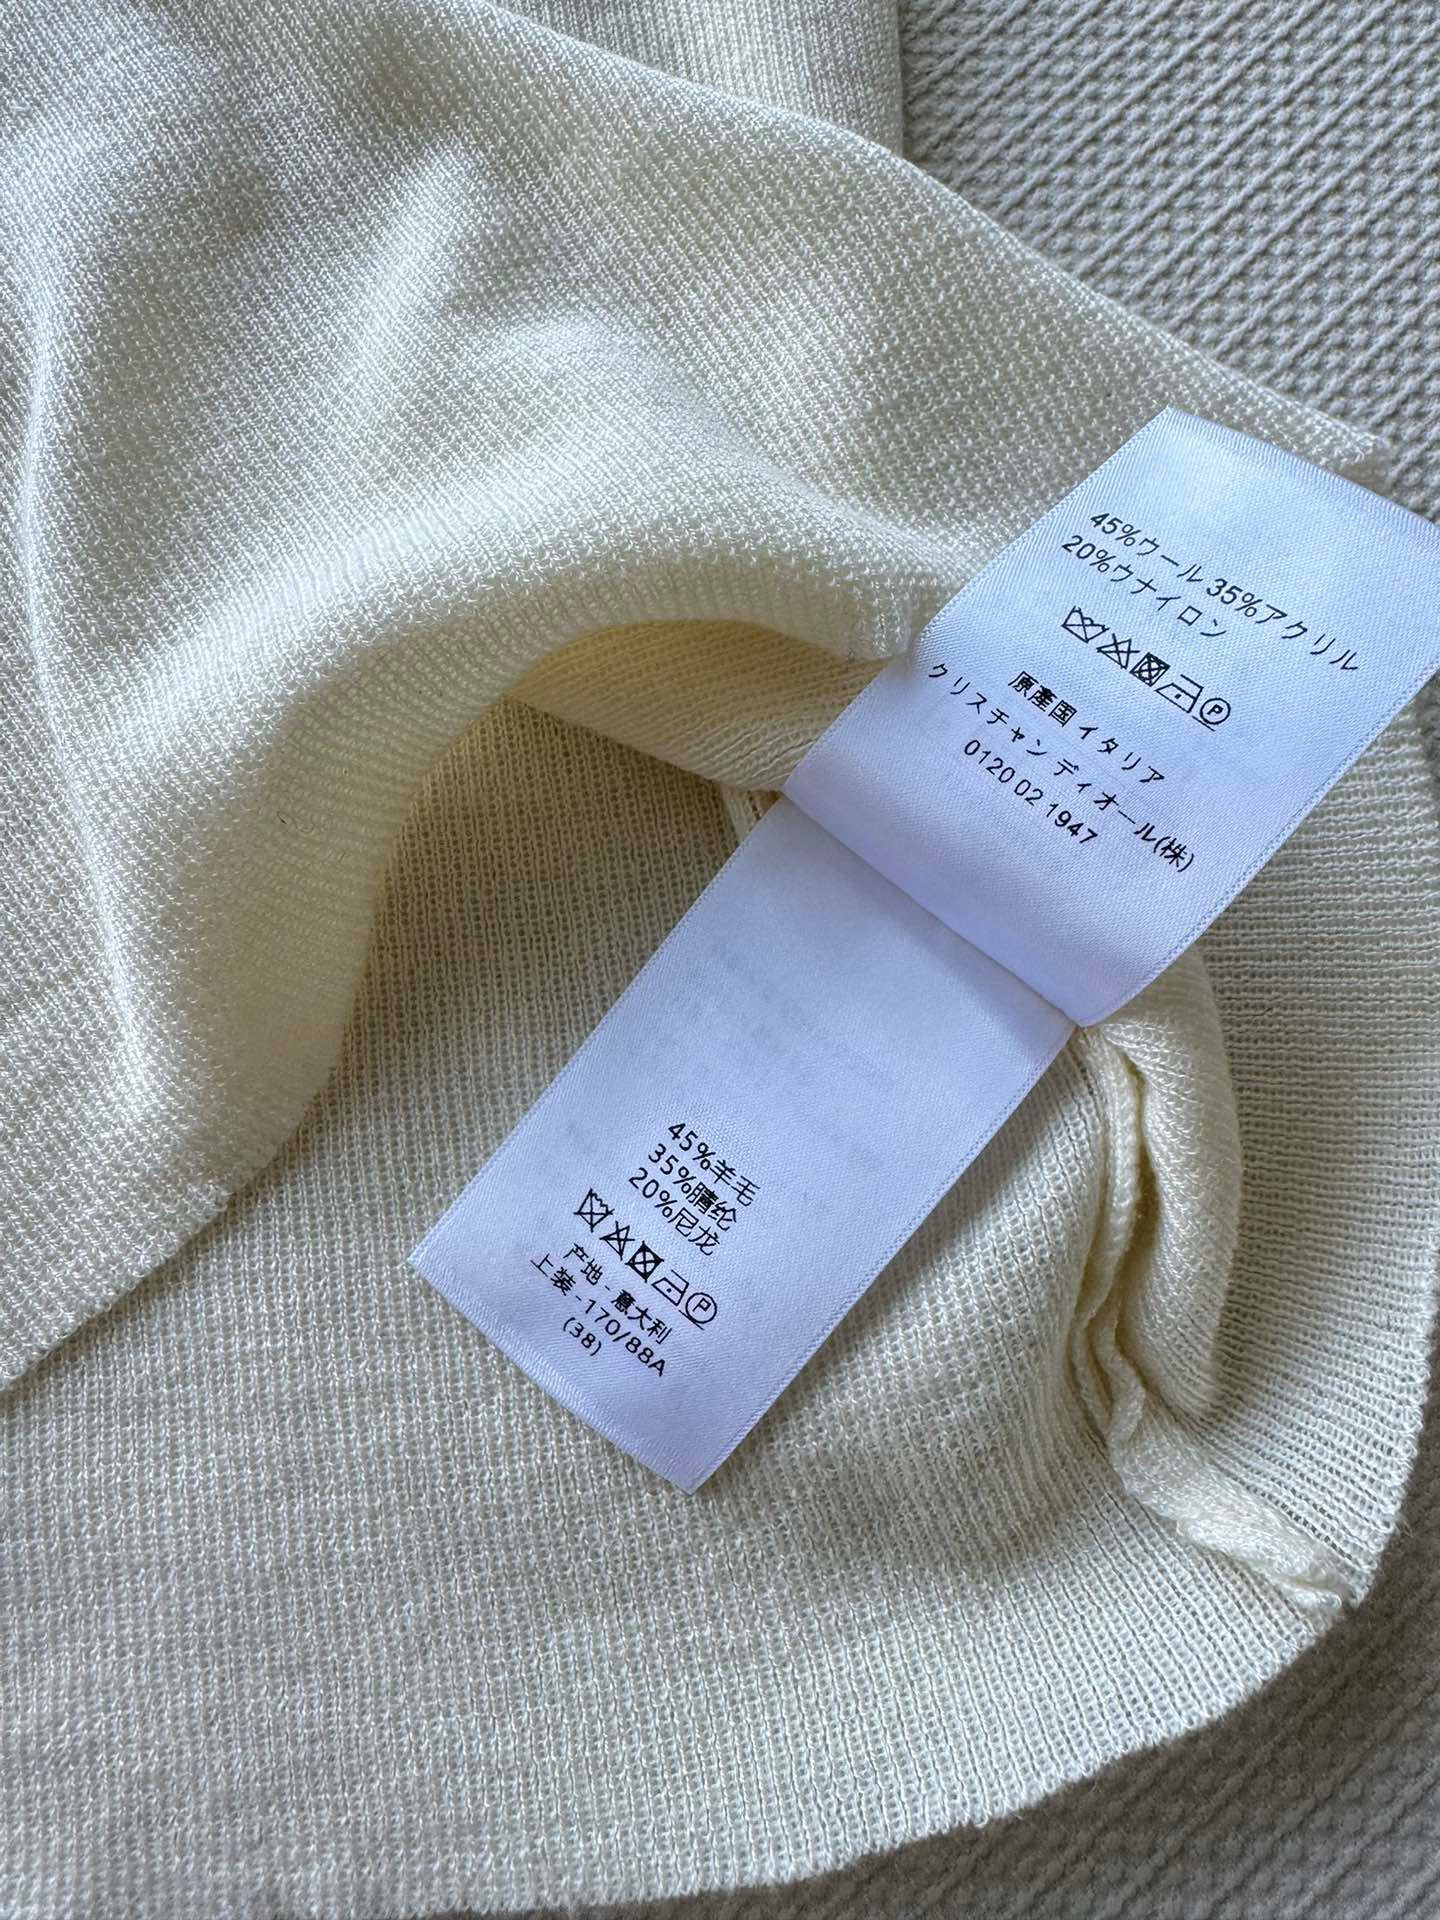 45%ウール 35%アクリル
20%ウナイロン
P
原產国 イタリア
クリスチャン ディオール(株)
0120 02 1947
45%羊毛
35%腈纶
20%尼龙
P
产地 - 意大利
上装 - 170/88A
(38)